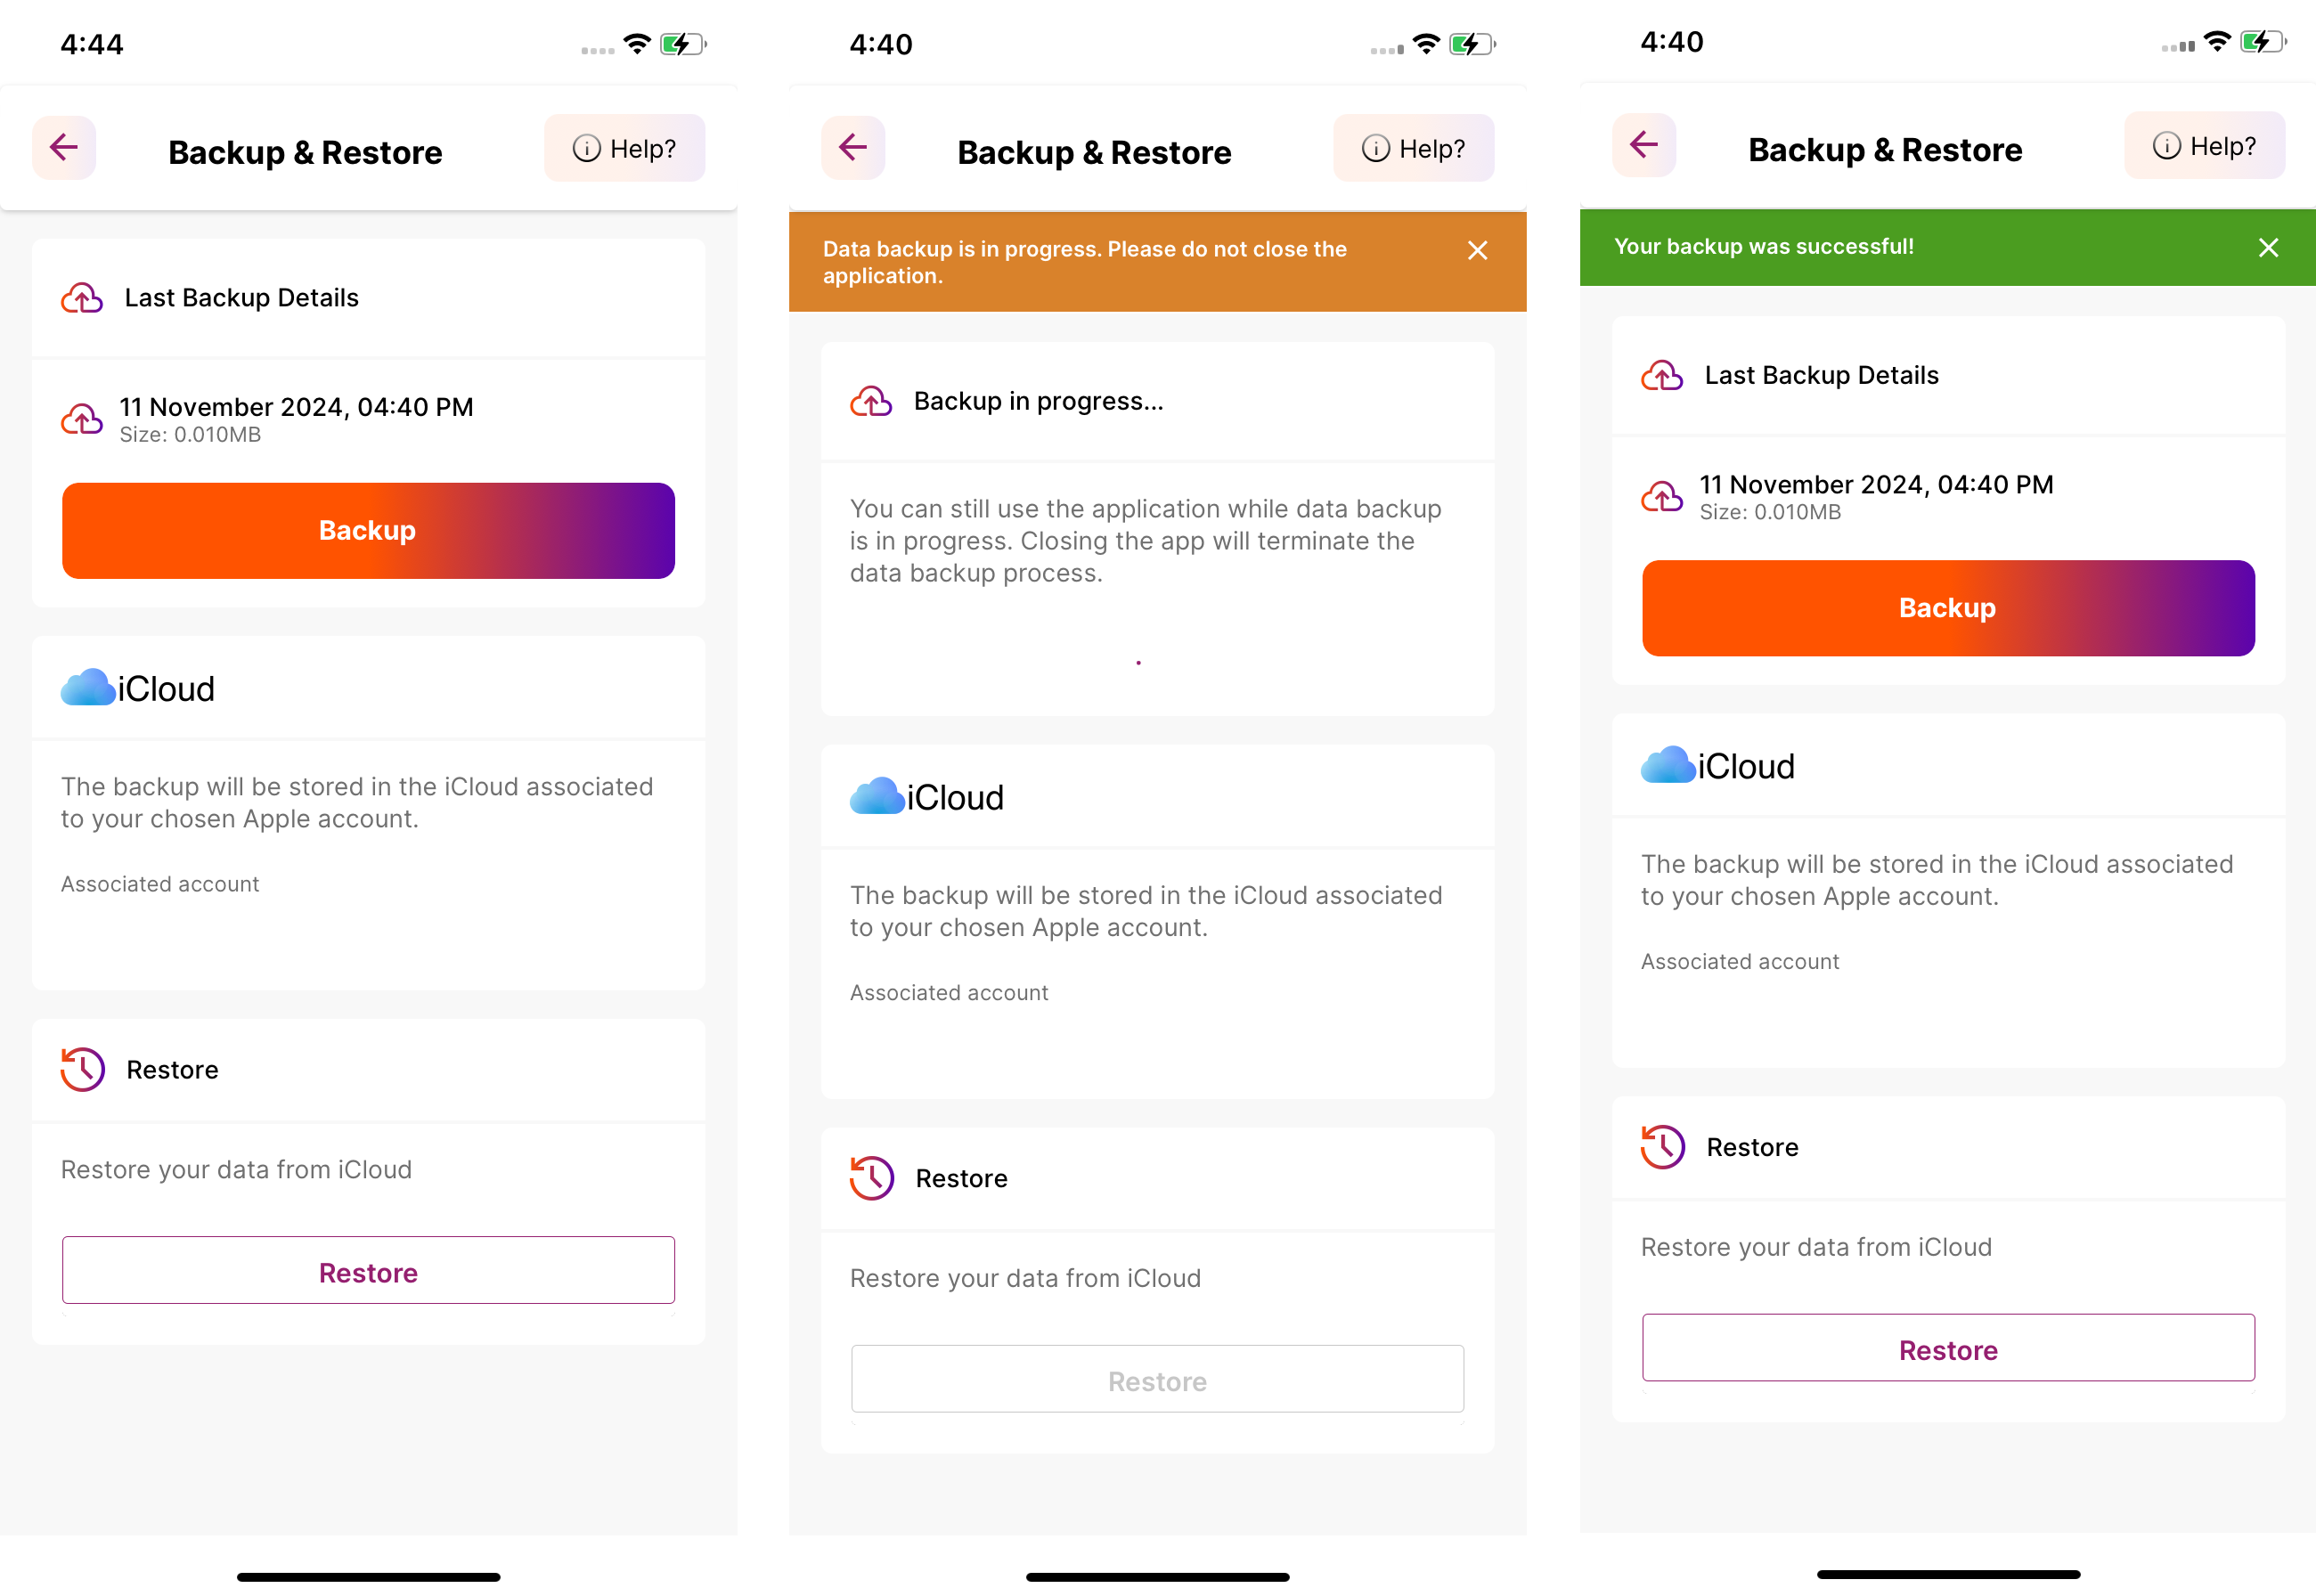 4:44
Backup & Restore
Help?
Last Backup Details
11 November 2024, 04:40 PM
Size: 0.010MB
Backup
iCloud
The backup will be stored in the iCloud associated
to your chosen Apple account.
Associated account
Restore
Restore your data from iCloud
Restore
4:40
Backup & Restore
Help?
Data backup is in progress. Please do not close the
application.
Backup in progress...
You can still use the application while data backup
is in progress. Closing the app will terminate the
data backup process.
iCloud
The backup will be stored in the iCloud associated
to your chosen Apple account.
Associated account
Restore
Restore your data from iCloud
Restore
4:40
Backup & Restore
Help?
Your backup was successful!
Last Backup Details
11 November 2024, 04:40 PM
Size: 0.010MB
Backup
iCloud
The backup will be stored in the iCloud associated
to your chosen Apple account.
Associated account
Restore
Restore your data from iCloud
Restore